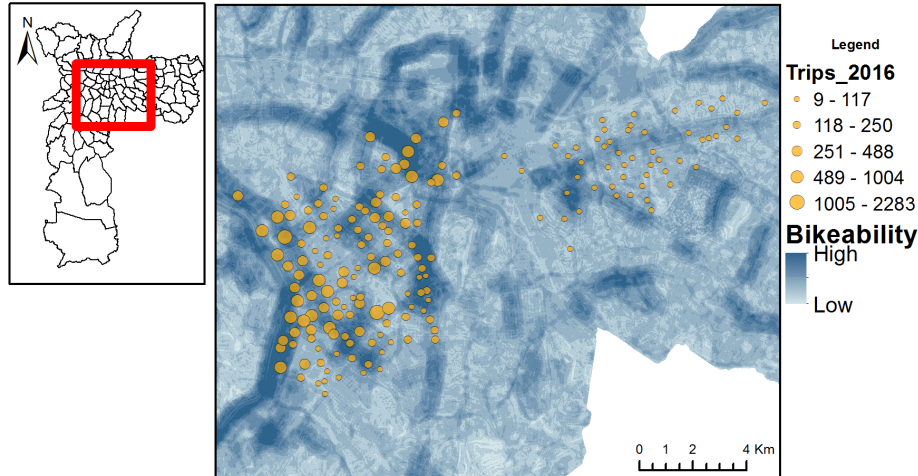 N
Legend
Trips_2016
9 - 117
118 - 250
251 - 488
489 - 1004
1005 - 2283
Bikeability
High
Low
0 1 2 4 Km